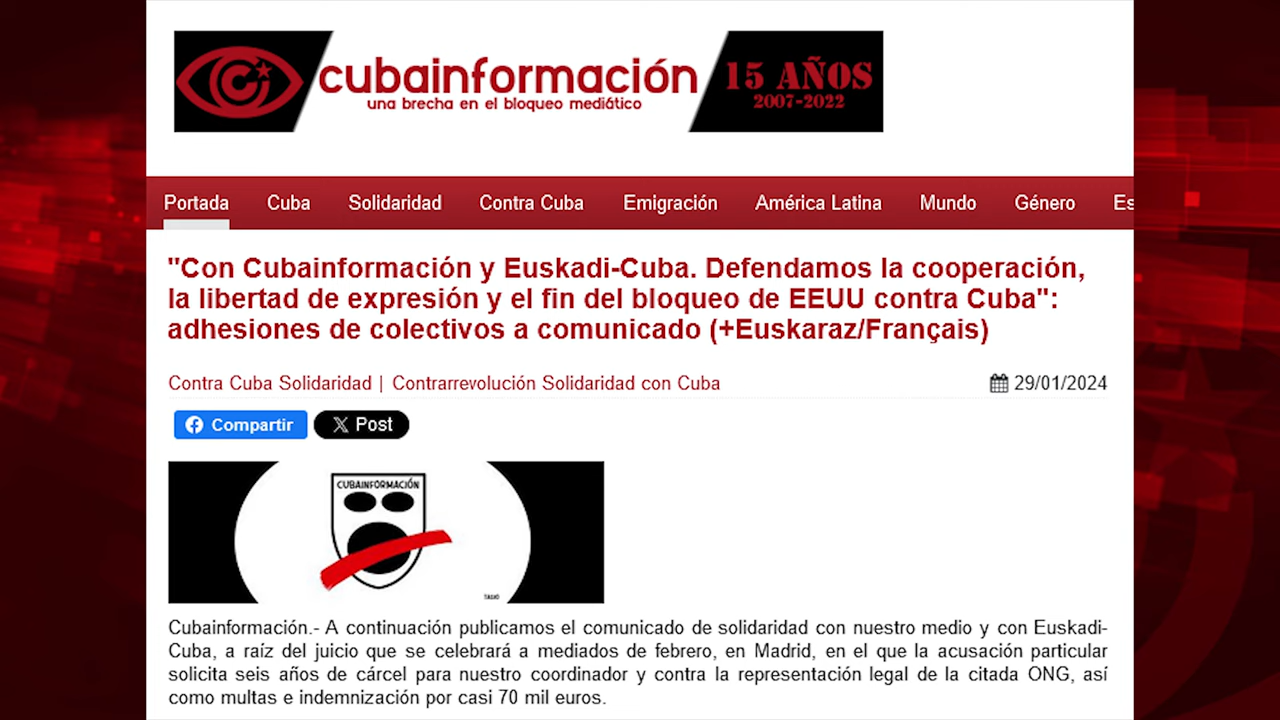 cubainformación
una brecha en el bloqueo mediático
15 AÑOS
2007-2022
Portada Cuba Solidaridad Contra Cuba Emigración América Latina Mundo Género Es
"Con Cubainformación y Euskadi-Cuba. Defendamos la cooperación,
la libertad de expresión y el fin del bloqueo de EEUU contra Cuba":
adhesiones de colectivos a comunicado (+Euskaraz/Français)
Contra Cuba Solidaridad | Contrarrevolución Solidaridad con Cuba 29/01/2024
Compartir Post
CUBAINFORMACIÓN
TASIO
Cubainformación.- A continuación publicamos el comunicado de solidaridad con nuestro medio y con Euskadi-
Cuba, a raíz del juicio que se celebrará a mediados de febrero, en Madrid, en el que la acusación particular
solicita seis años de cárcel para nuestro coordinador y contra la representación legal de la citada ONG, así
como multas e indemnización por casi 70 mil euros.